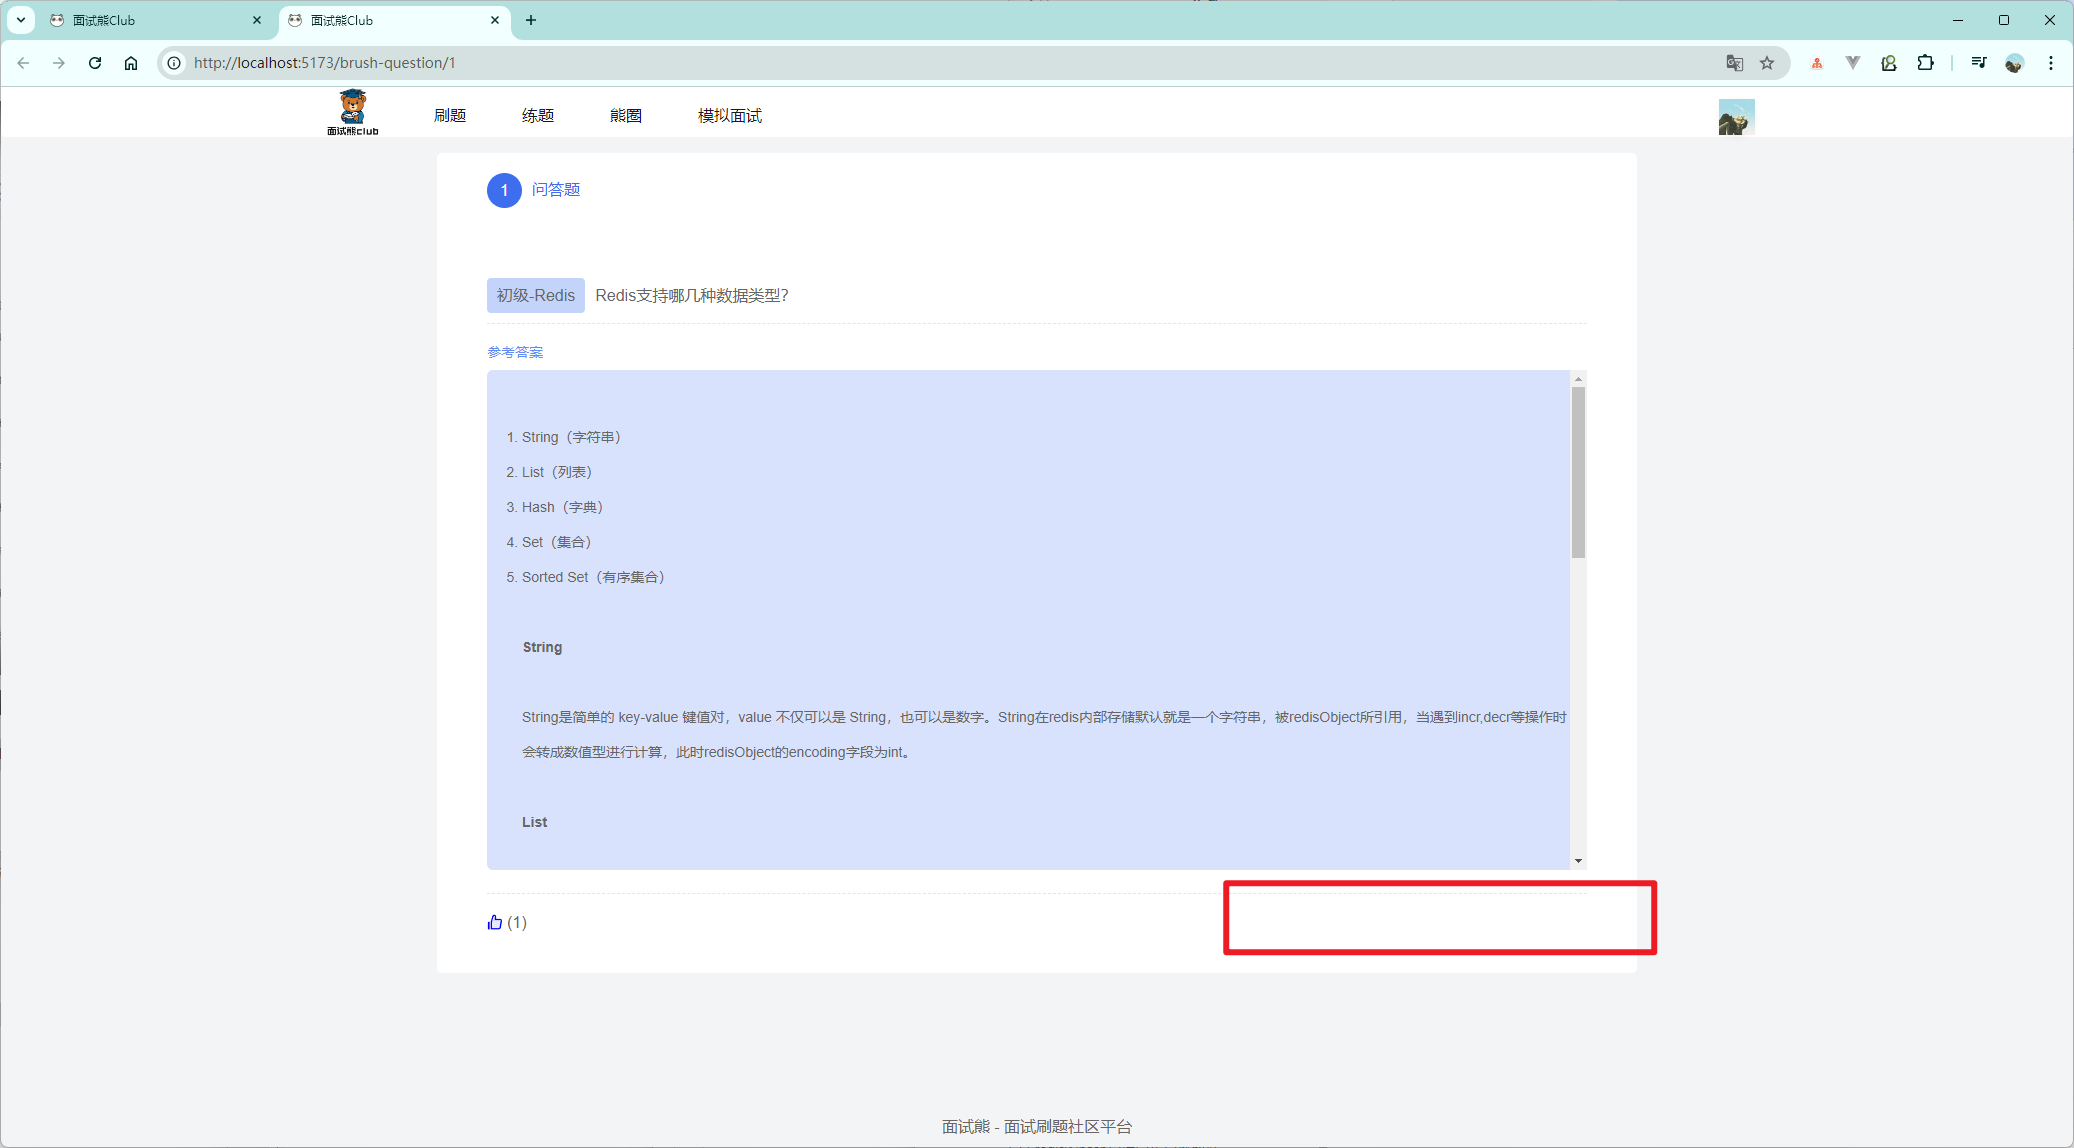 面试熊Club
面试熊Club
http://localhost:5173/brush-question/1
面试熊Club
刷题
练题
熊圈
模拟面试
1 问答题
初级-Redis Redis支持哪几种数据类型？
参考答案
1. String（字符串）
2. List（列表）
3. Hash（字典）
4. Set（集合）
5. Sorted Set（有序集合）
String
String是简单的 key-value 键值对，value 不仅可以是 String，也可以是数字。String在redis内部存储默认就是一个字符串，被redisObject所引用，当遇到incr,decr等操作时
会转成数值型进行计算，此时redisObject的encoding字段为int。
List
(1)
面试熊 - 面试刷题社区平台